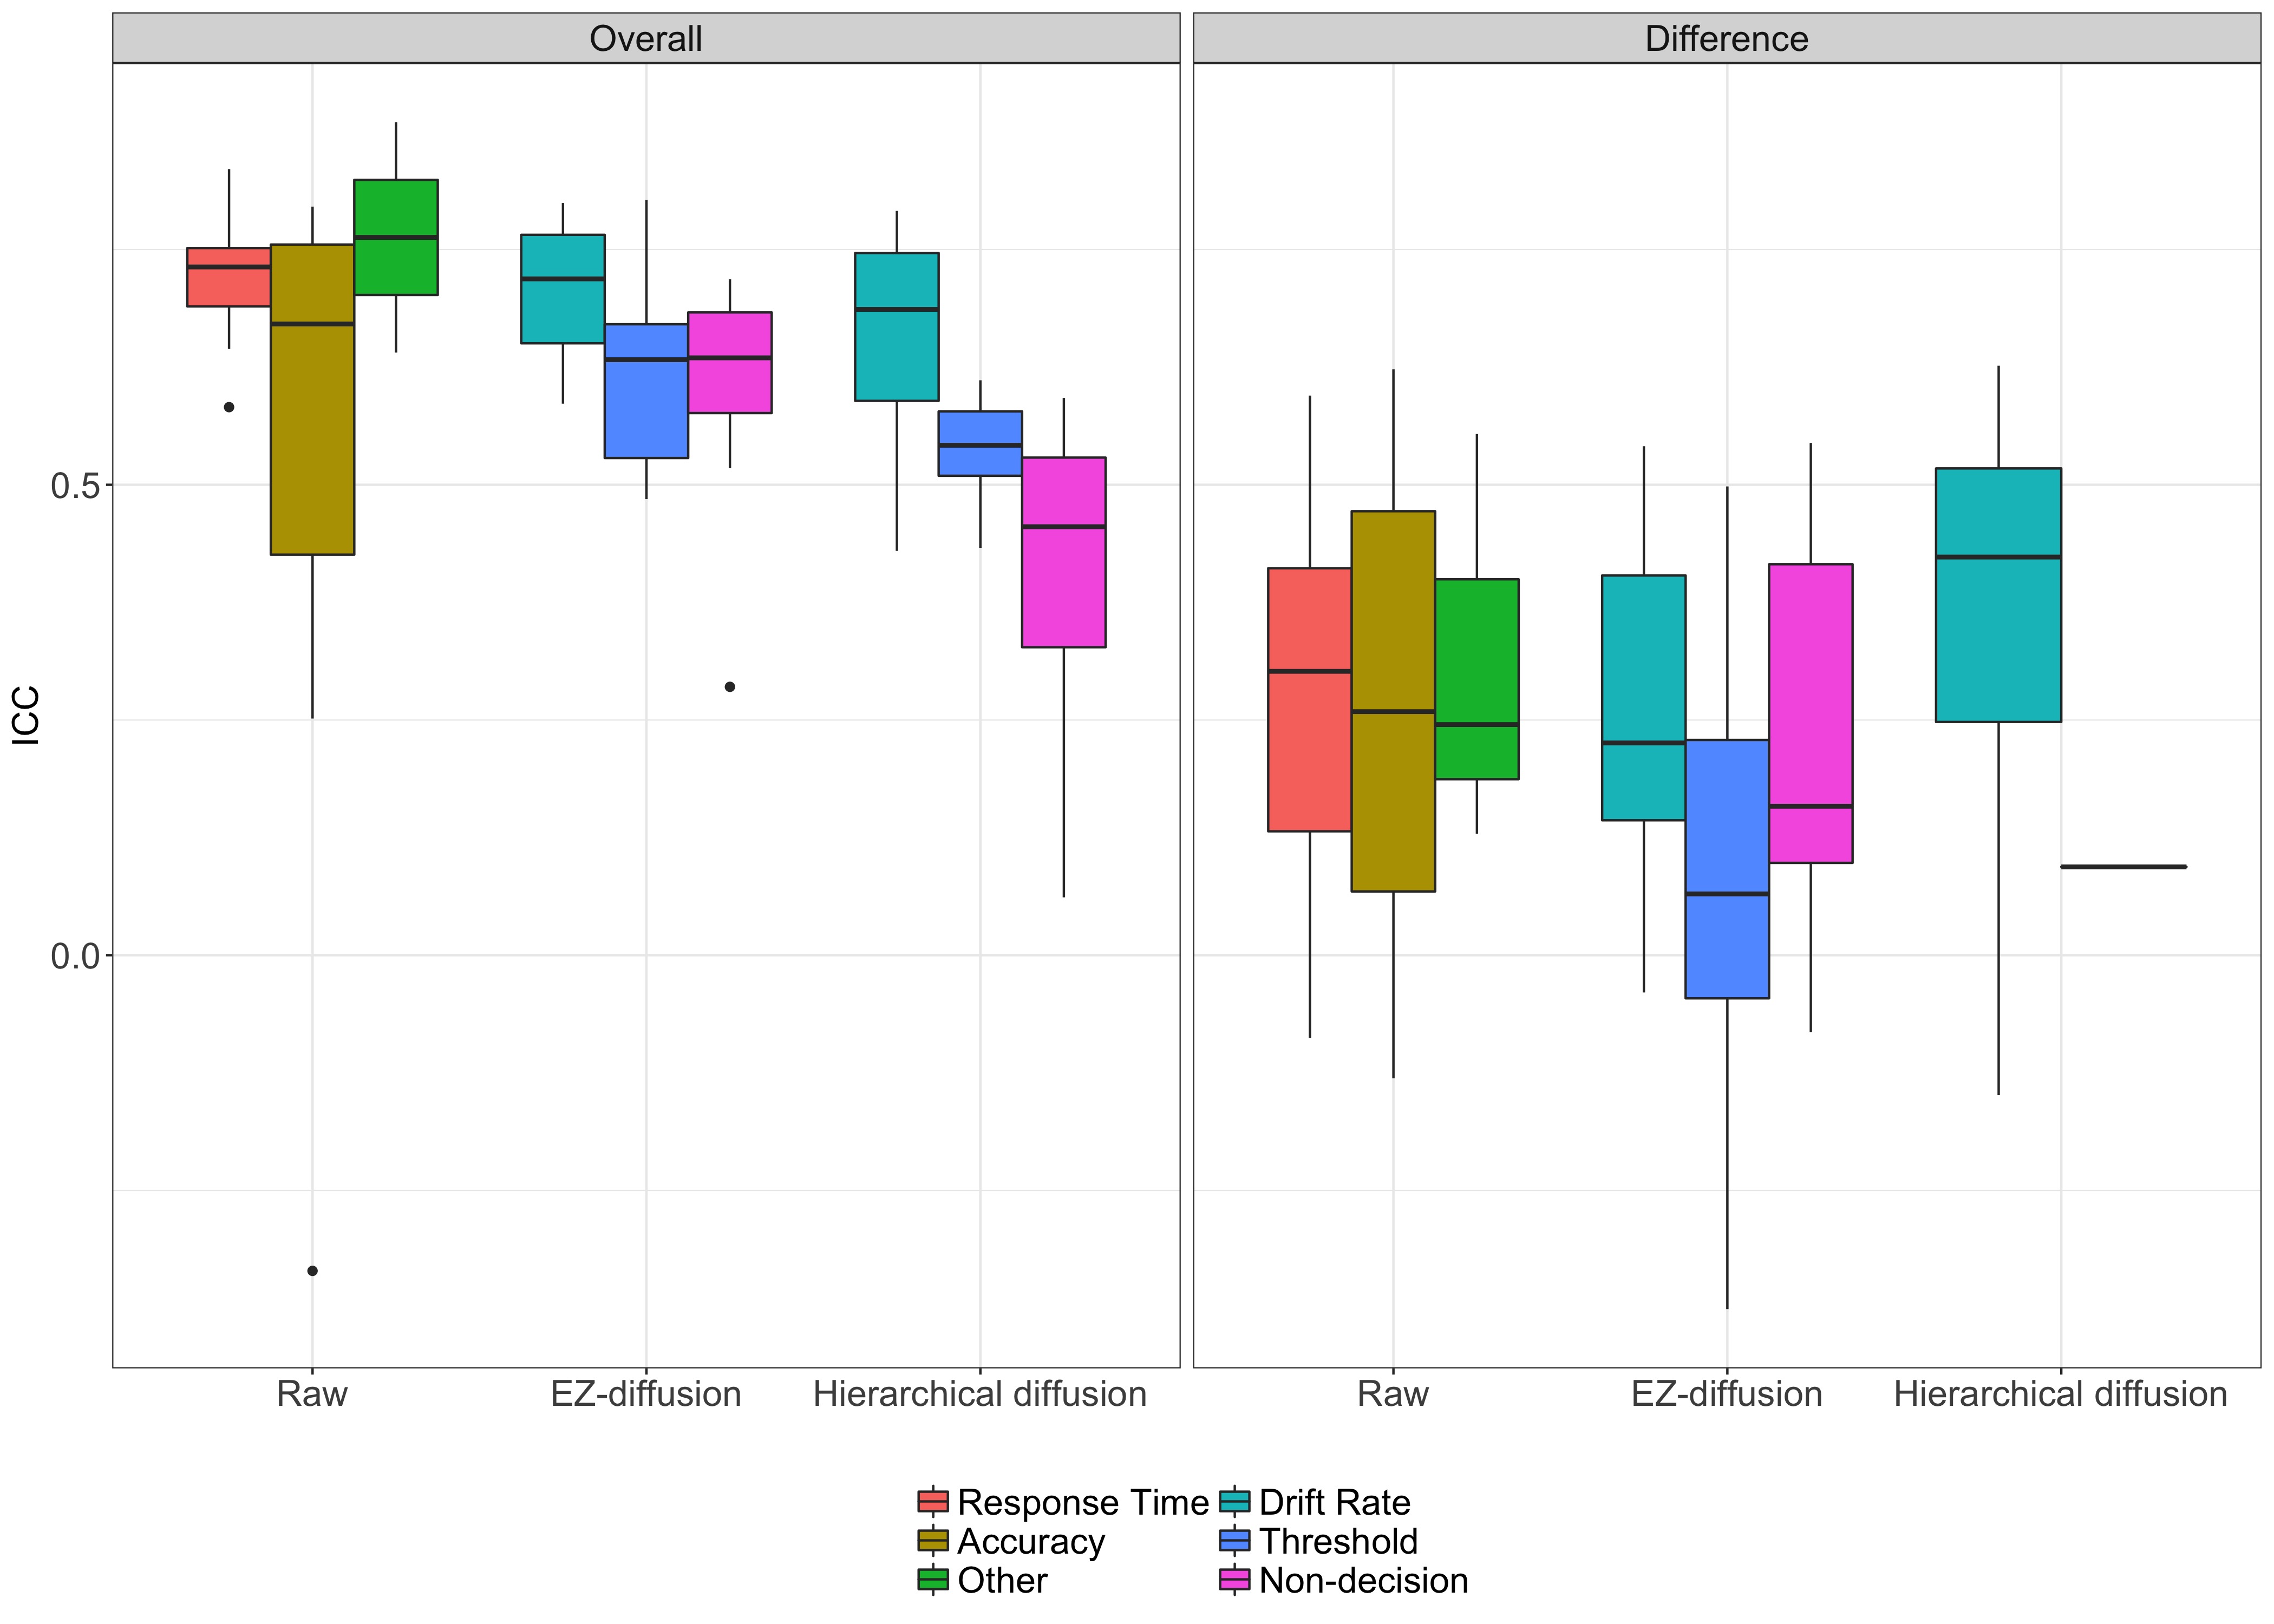 Overall Difference
ICC
0.5
0.0
Raw EZ-diffusion Hierarchical diffusion Raw EZ-diffusion Hierarchical diffusion
Response Time Drift Rate
Accuracy Threshold
Other Non-decision